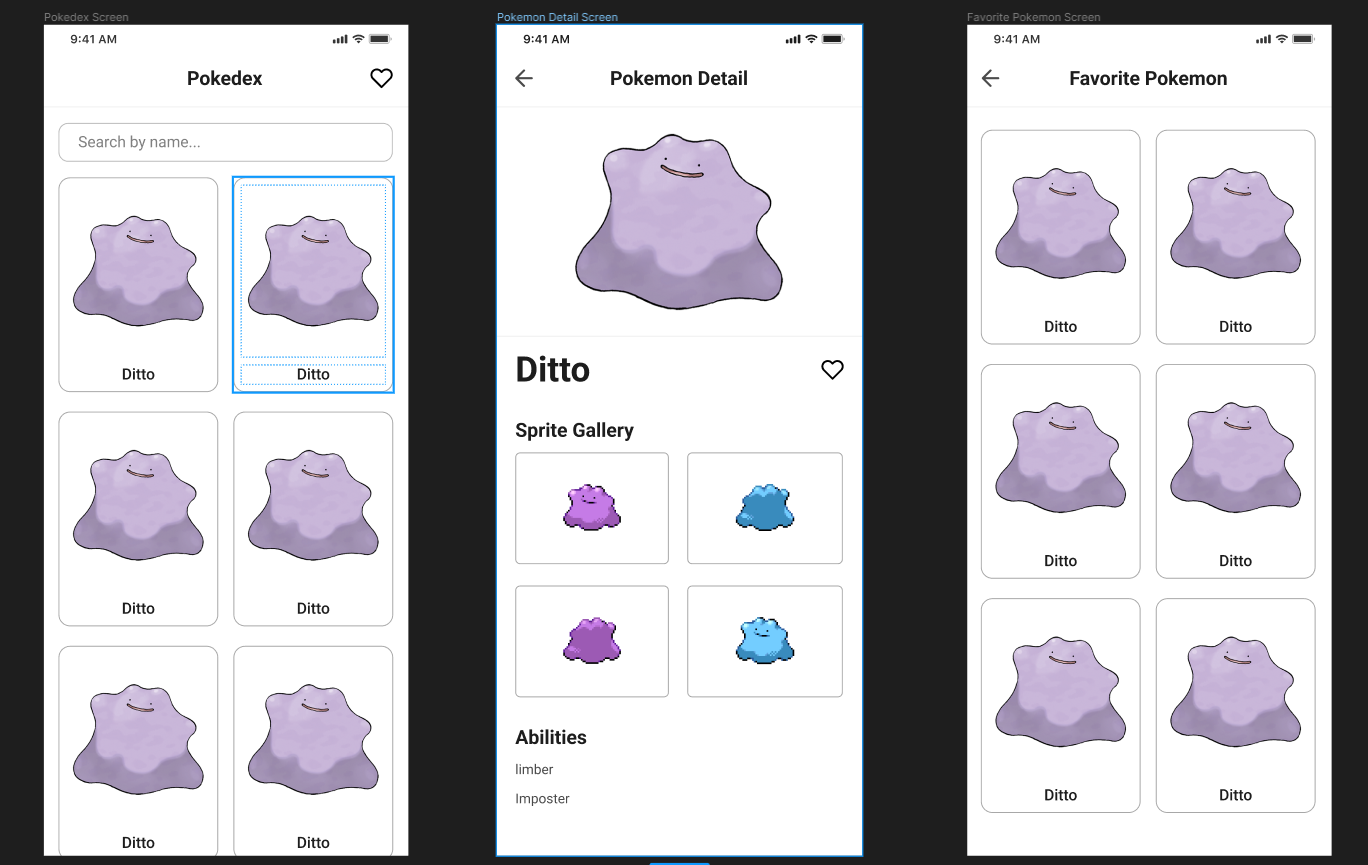 Pokedex Screen
9:41 AM
Pokedex
Search by name...
Ditto
Ditto
Ditto
Ditto
Ditto
Ditto
Pokemon Detail Screen
9:41 AM
Pokemon Detail
Ditto
Sprite Gallery
Abilities
limber
Imposter
Favorite Pokemon Screen
9:41 AM
Favorite Pokemon
Ditto
Ditto
Ditto
Ditto
Ditto
Ditto